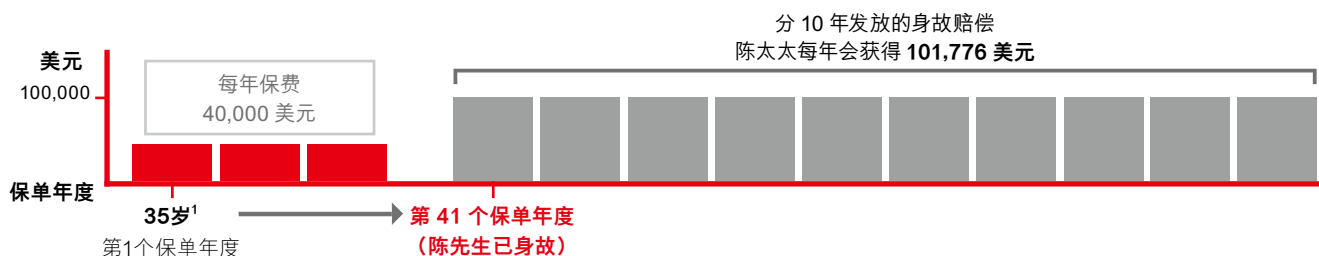 分 10 年发放的身故赔偿
陈太太每年会获得 101,776 美元
美元
100,000
每年保费
40,000 美元
保单年度
35岁1
第1个保单年度
第 41 个保单年度
（陈先生已身故）